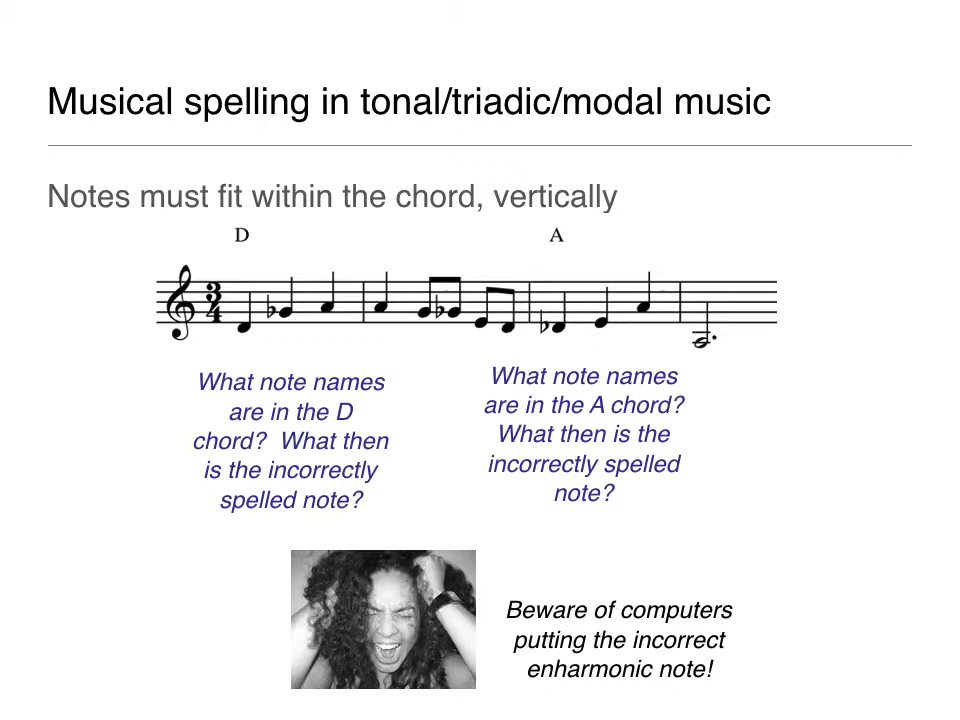 Musical spelling in tonal/triadic/modal music
Notes must fit within the chord, vertically
D A
3
4
What note names
are in the D
chord? What then
is the incorrectly
spelled note?
What note names
are in the A chord?
What then is the
incorrectly spelled
note?
Beware of computers
putting the incorrect
enharmonic note!